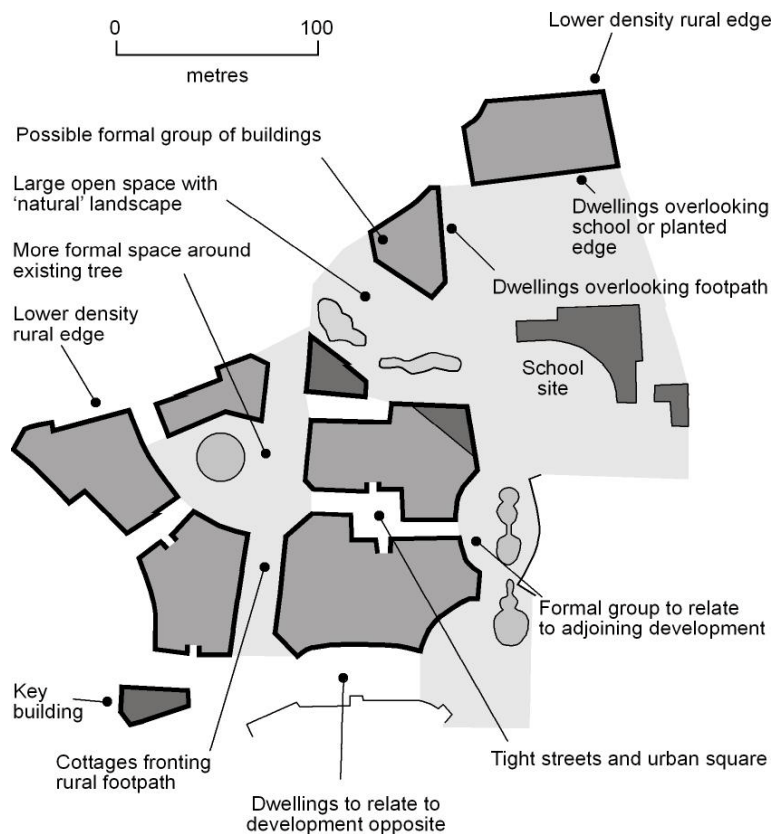 0
100
metres
Lower density rural edge
Possible formal group of buildings
Large open space with
‘natural’ landscape
More formal space around
existing tree
Lower density
rural edge
Dwellings overlooking
school or planted
edge
Dwellings overlooking footpath
School
site
Formal group to relate
to adjoining development
Key
building
Cottages fronting
rural footpath
Tight streets and urban square
Dwellings to relate to
development opposite